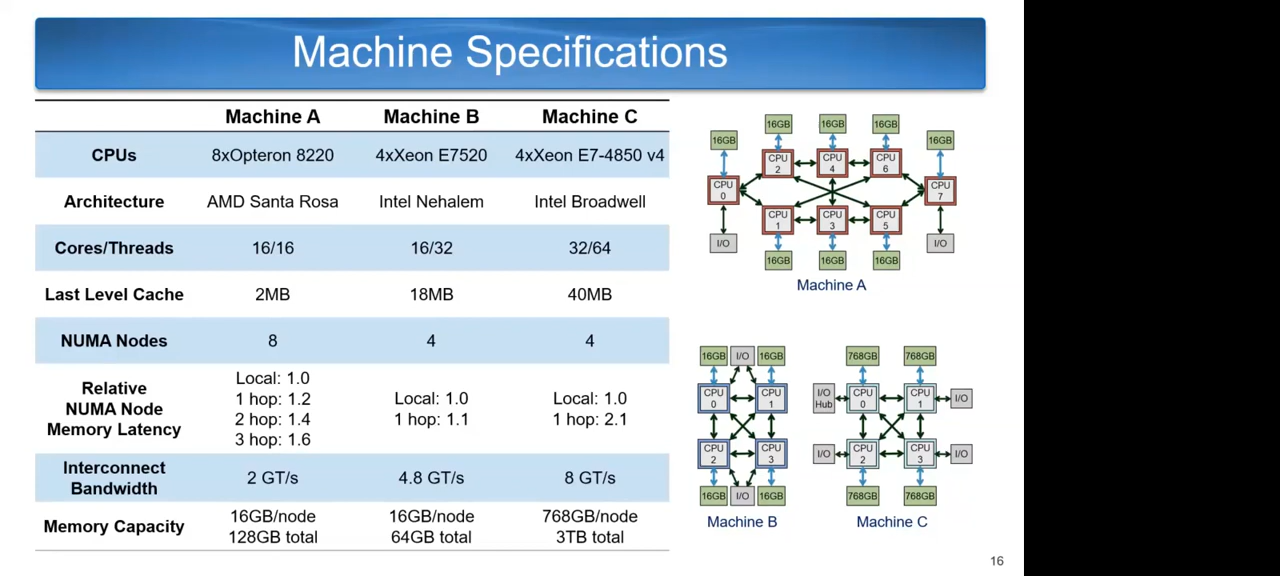 Machine Specifications
Machine A Machine B Machine C
CPUs 8xOpteron 8220 4xXeon E7520 4xXeon E7-4850 v4
Architecture AMD Santa Rosa Intel Nehalem Intel Broadwell
Cores/Threads 16/16 16/32 32/64
Last Level Cache 2MB 18MB 40MB
NUMA Nodes 8 4 4
Relative
NUMA Node
Memory Latency
Local: 1.0
1 hop: 1.2
2 hop: 1.4
3 hop: 1.6
Local: 1.0
1 hop: 1.1
Local: 1.0
1 hop: 2.1
Interconnect
Bandwidth
2 GT/s 4.8 GT/s 8 GT/s
Memory Capacity
16GB/node
128GB total
16GB/node
64GB total
768GB/node
3TB total
16GB 16GB 16GB
16GB 16GB
CPU
2
CPU
4
CPU
6
CPU
0
CPU
7
CPU
1
CPU
3
CPU
5
I/O I/O
16GB 16GB 16GB
Machine A
16GB I/O 16GB
CPU
0
CPU
1
CPU
2
CPU
3
16GB I/O 16GB
Machine B
768GB 768GB
I/O
Hub
CPU
0
CPU
1
I/O
I/O
CPU
2
CPU
3
I/O
768GB 768GB
Machine C
16